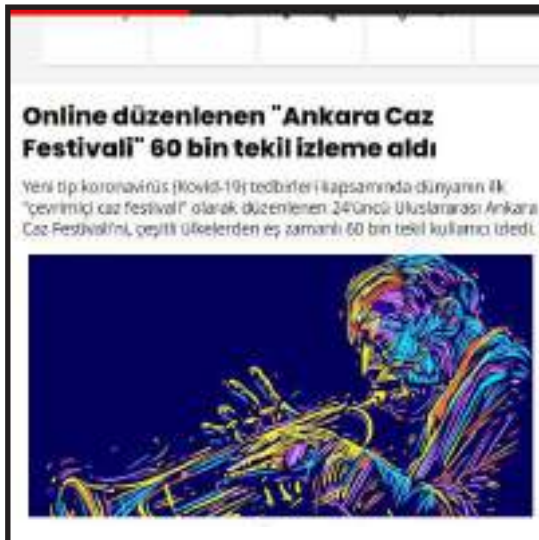 Online düzenlenen "Ankara Caz
Festivali" 60 bin tekil izleme aldı
Yeni tip koronavirüs (Kovid-19) tedbirleri kapsamında dünyanın ilk
"çevrimiçi caz festivali" olarak düzenlenen 24'üncü Uluslararası Ankara
Caz Festivali'ni, çeşitli ülkelerden eş zamanlı 60 bin tekil kullanıcı izledi.